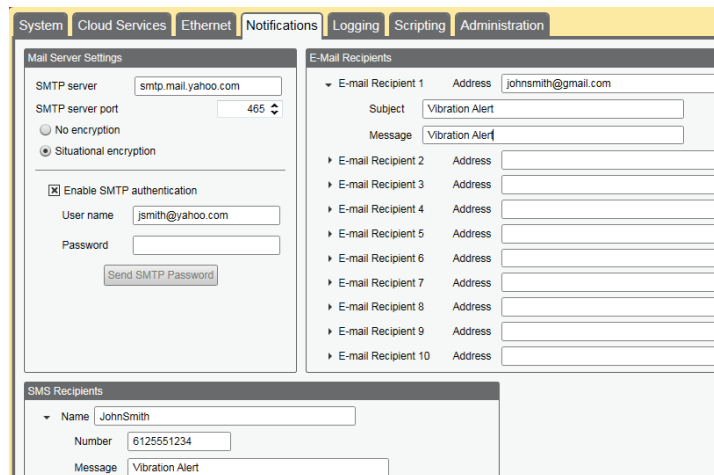 System Cloud Services Ethernet Notifications Logging Scripting Administration
Mail Server Settings
SMTP server smtp.mail.yahoo.com
SMTP server port 465
No encryption
Situational encryption
Enable SMTP authentication
User name jsmith@yahoo.com
Password
Send SMTP Password
E-Mail Recipients
E-mail Recipient 1 Address johnsmith@gmail.com
Subject Vibration Alert
Message Vibration Alert
E-mail Recipient 2 Address
E-mail Recipient 3 Address
E-mail Recipient 4 Address
E-mail Recipient 5 Address
E-mail Recipient 6 Address
E-mail Recipient 7 Address
E-mail Recipient 8 Address
E-mail Recipient 9 Address
E-mail Recipient 10 Address
SMS Recipients
Name JohnSmith
Number 6125551234
Message Vibration Alert